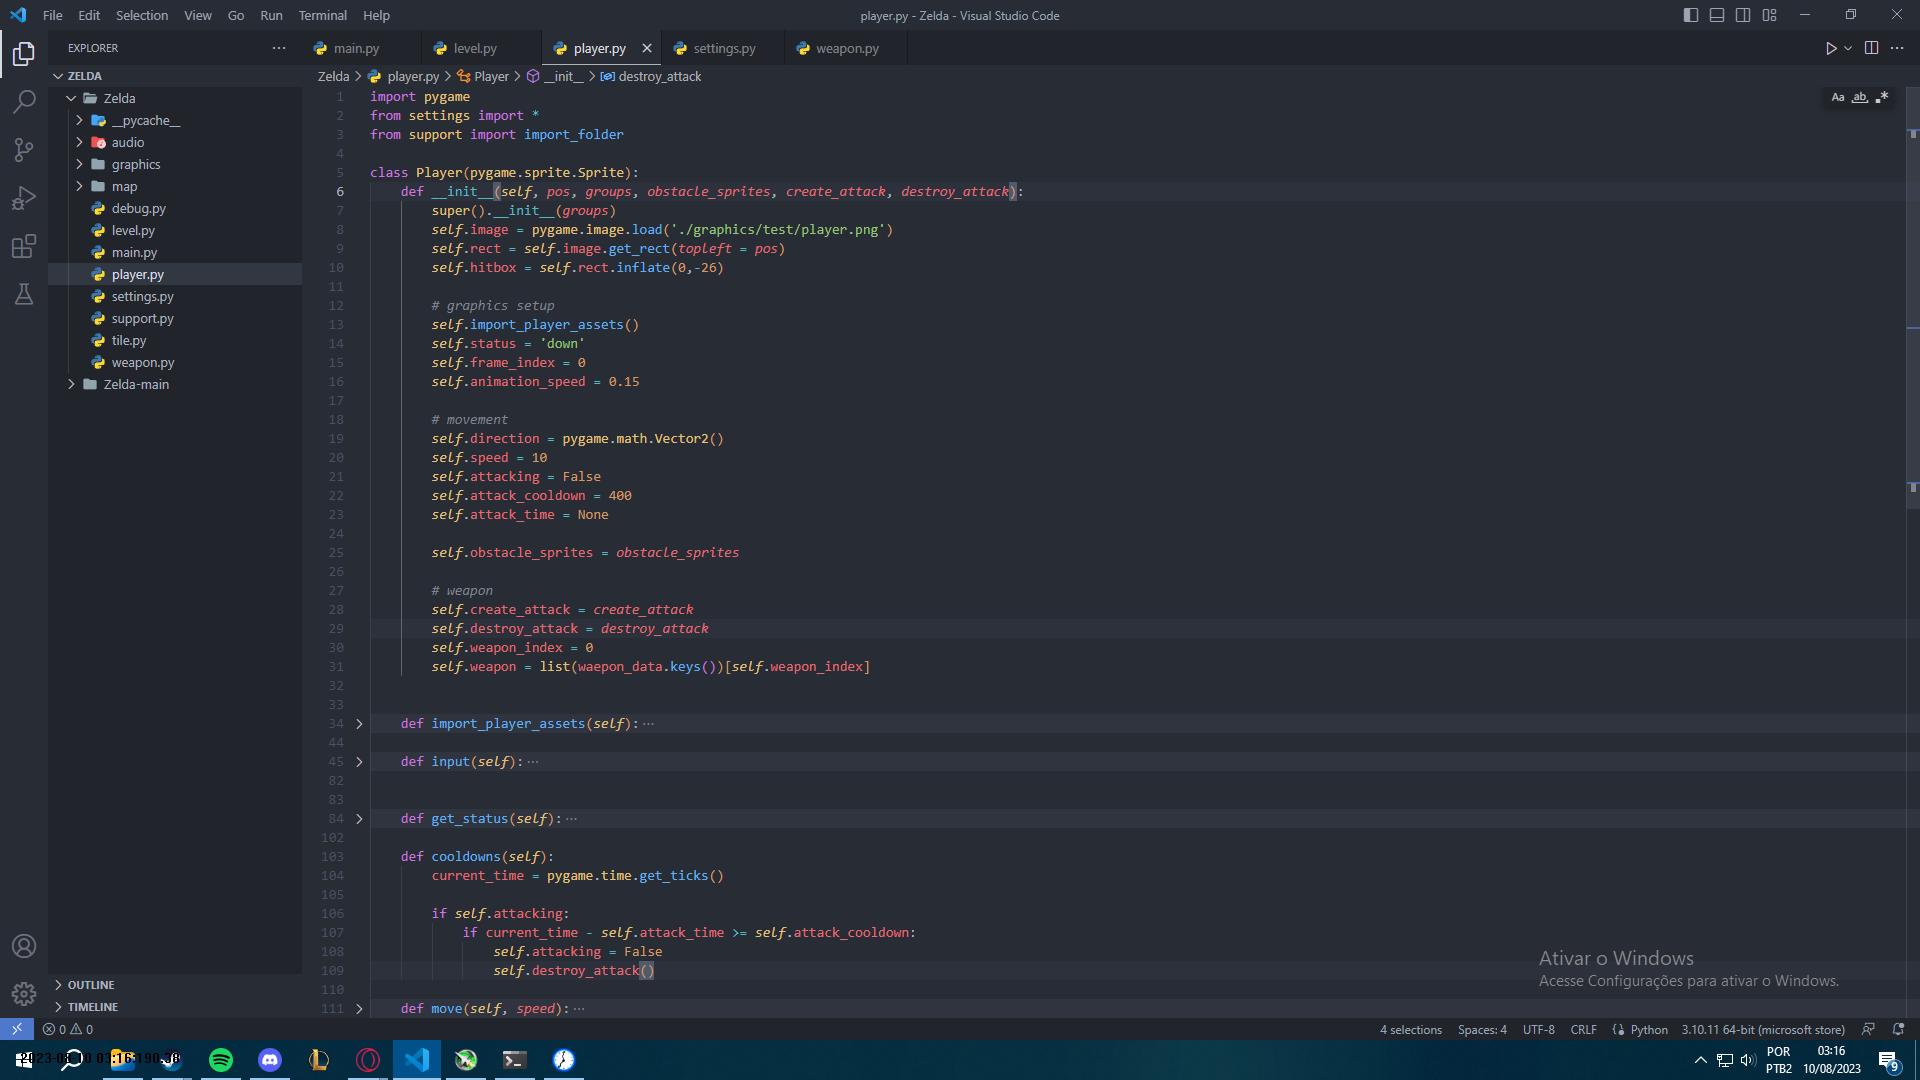 File Edit Selection View Go Run Terminal Help
player.py - Zelda - Visual Studio Code
EXPLORER
main.py
level.py
player.py
settings.py
weapon.py
ZELDA
Zelda
__pycache__
audio
graphics
map
debug.py
level.py
main.py
player.py
settings.py
support.py
tile.py
weapon.py
Zelda-main
OUTLINE
TIMELINE
Zelda > player.py > Player > __init__ > destroy_attack
Aa ab .*
1 import pygame
2 from settings import *
3 from support import import_folder
4
5 class Player(pygame.sprite.Sprite):
6 def __init__(self, pos, groups, obstacle_sprites, create_attack, destroy_attack):
7 super().__init__(groups)
8 self.image = pygame.image.load('./graphics/test/player.png')
9 self.rect = self.image.get_rect(topleft = pos)
10 self.hitbox = self.rect.inflate(0,-26)
11
12 # graphics setup
13 self.import_player_assets()
14 self.status = 'down'
15 self.frame_index = 0
16 self.animation_speed = 0.15
17
18 # movement
19 self.direction = pygame.math.Vector2()
20 self.speed = 10
21 self.attacking = False
22 self.attack_cooldown = 400
23 self.attack_time = None
24
25 self.obstacle_sprites = obstacle_sprites
26
27 # weapon
28 self.create_attack = create_attack
29 self.destroy_attack = destroy_attack
30 self.weapon_index = 0
31 self.weapon = list(waepon_data.keys())[self.weapon_index]
32
33
34 def import_player_assets(self): ···
44
45 def input(self): ···
82
83
84 def get_status(self): ···
102
103 def cooldowns(self):
104 current_time = pygame.time.get_ticks()
105
106 if self.attacking:
107 if current_time - self.attack_time >= self.attack_cooldown:
108 self.attacking = False
109 self.destroy_attack()
110
111 def move(self, speed): ···
Ativar o Windows
Acesse Configurações para ativar o Windows.
0 0
4 selections Spaces: 4 UTF-8 CRLF Python 3.10.11 64-bit (microsoft store)
POR
PTB2
03:16
10/08/2023
9